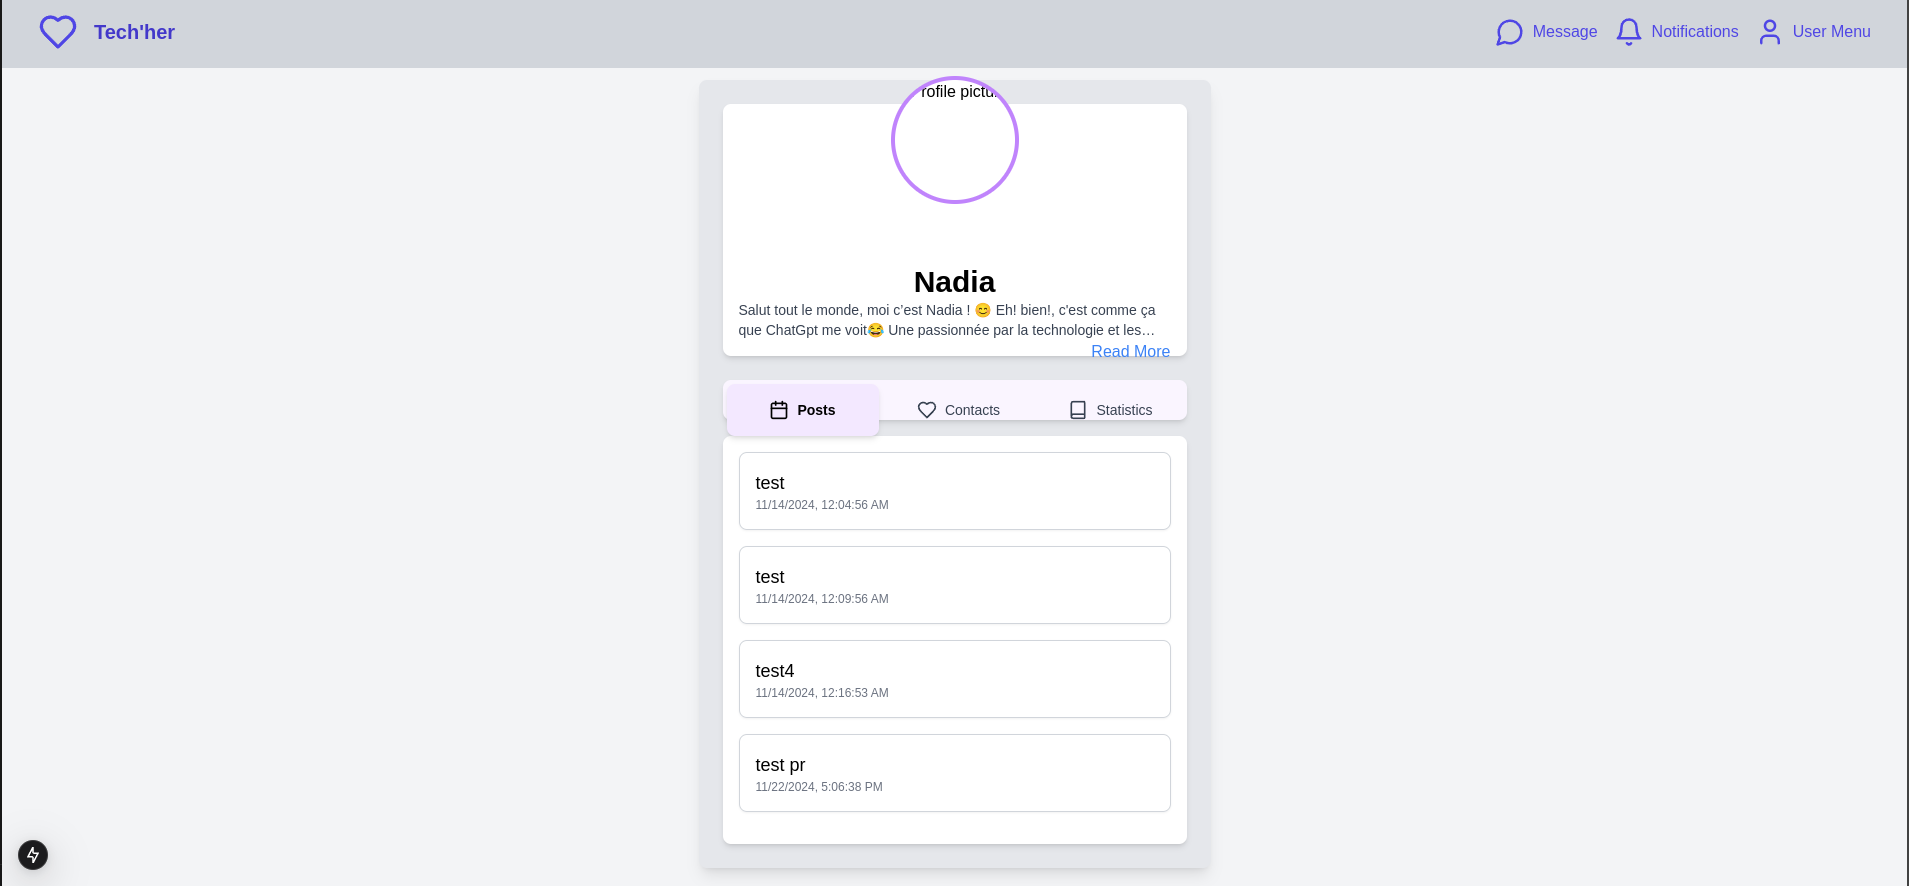 Tech'her
Message
Notifications
User Menu
rofile pictu
Nadia
Salut tout le monde, moi c’est Nadia ! 😊 Eh! bien!, c'est comme ça
que ChatGpt me voit😂 Une passionnée par la technologie et les…
Read More
Posts
Contacts
Statistics
test
11/14/2024, 12:04:56 AM
test
11/14/2024, 12:09:56 AM
test4
11/14/2024, 12:16:53 AM
test pr
11/22/2024, 5:06:38 PM